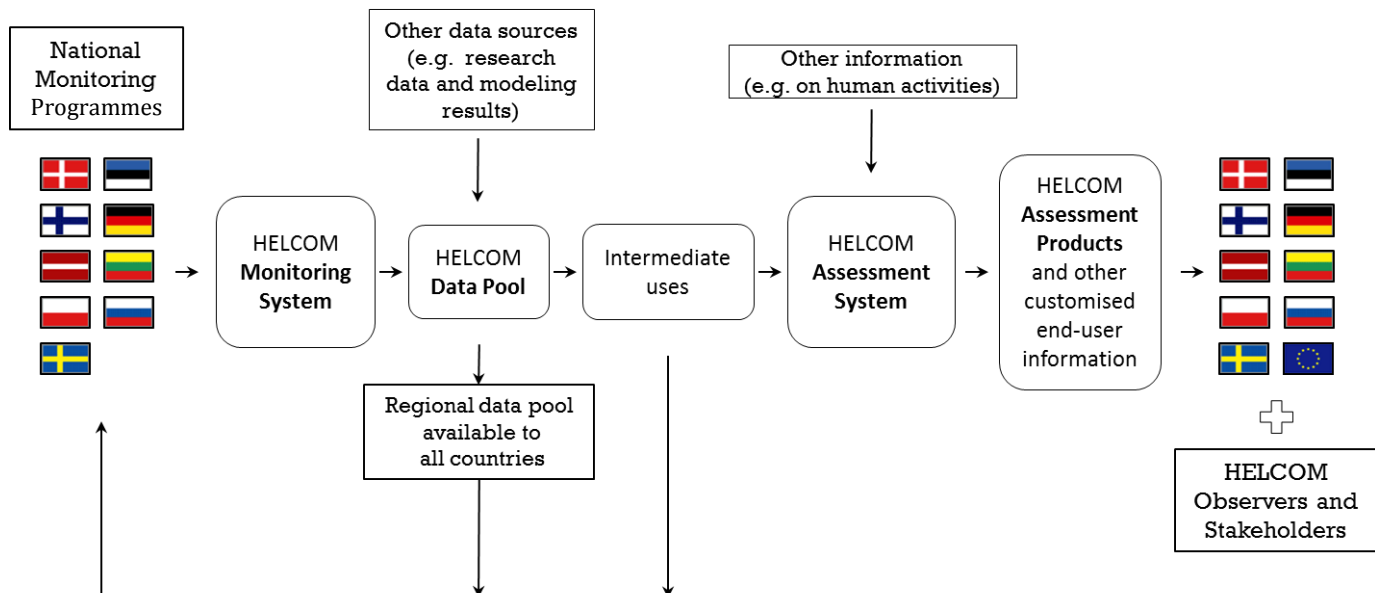 National
Monitoring
Programmes
Other data sources
(e.g. research
data and modeling
results)
Other information
(e.g. on human activities)
HELCOM
Monitoring
System
HELCOM
Data Pool
Intermediate
uses
HELCOM
Assessment
System
HELCOM
Assessment
Products
and other
customised
end-user
information
Regional data pool
available to
all countries
HELCOM
Observers and
Stakeholders